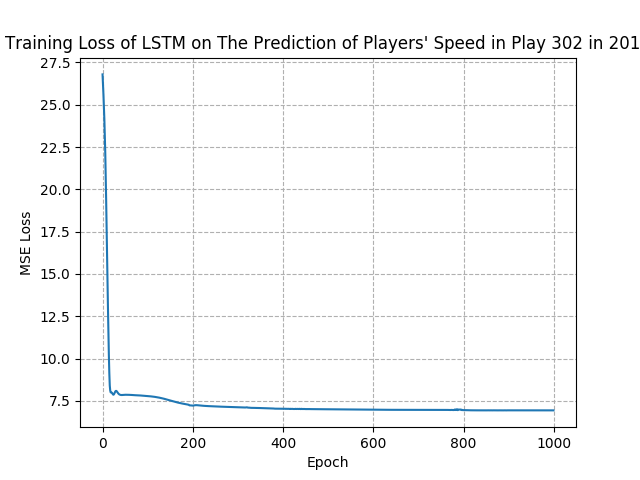 Training Loss of LSTM on The Prediction of Players' Speed in Play 302 in 201
27.5
25.0
22.5
20.0
17.5
15.0
12.5
10.0
7.5
MSE Loss
0 200 400 600 800 1000
Epoch